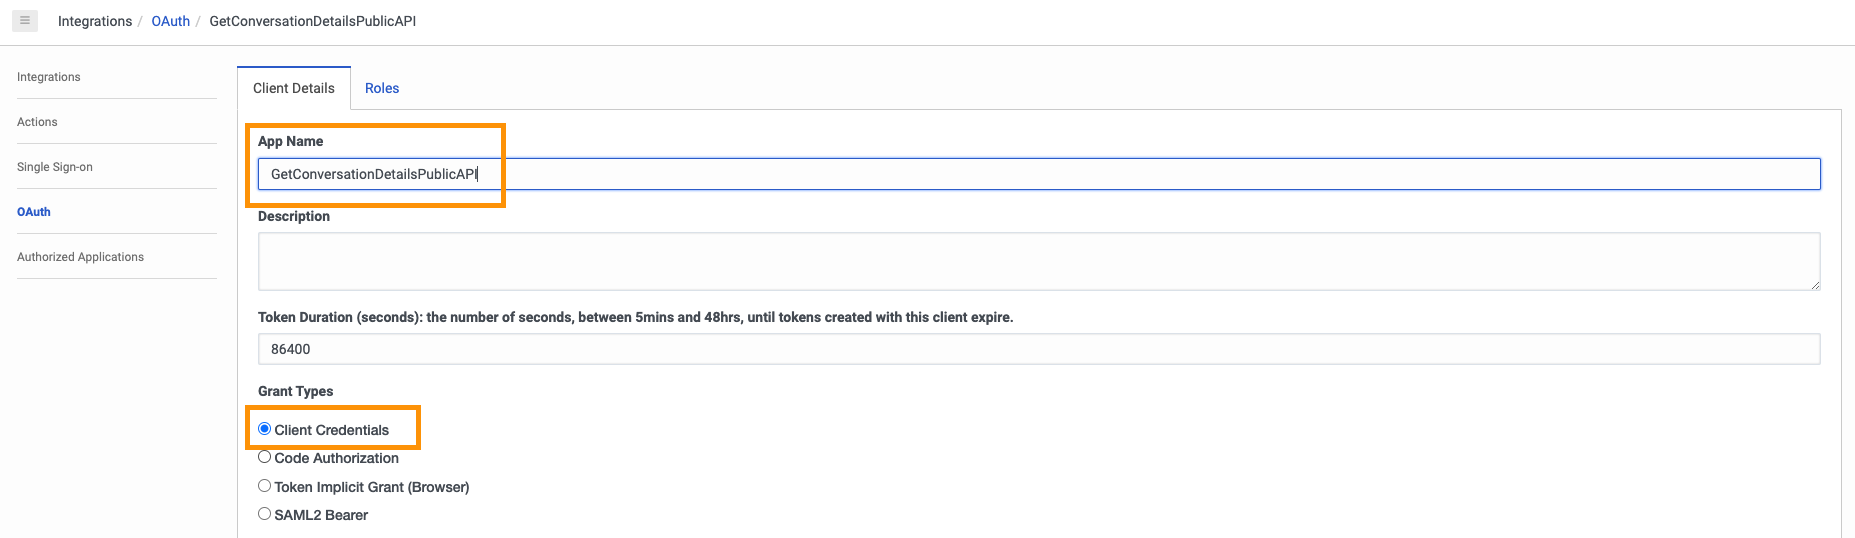 Integrations / OAuth / GetConversationDetailsPublicAPI
Integrations
Actions
Single Sign-on
OAuth
Authorized Applications
Client Details
Roles
App Name
GetConversationDetailsPublicAPI
Description
Token Duration (seconds): the number of seconds, between 5mins and 48hrs, until tokens created with this client expire.
86400
Grant Types
Client Credentials
Code Authorization
Token Implicit Grant (Browser)
SAML2 Bearer